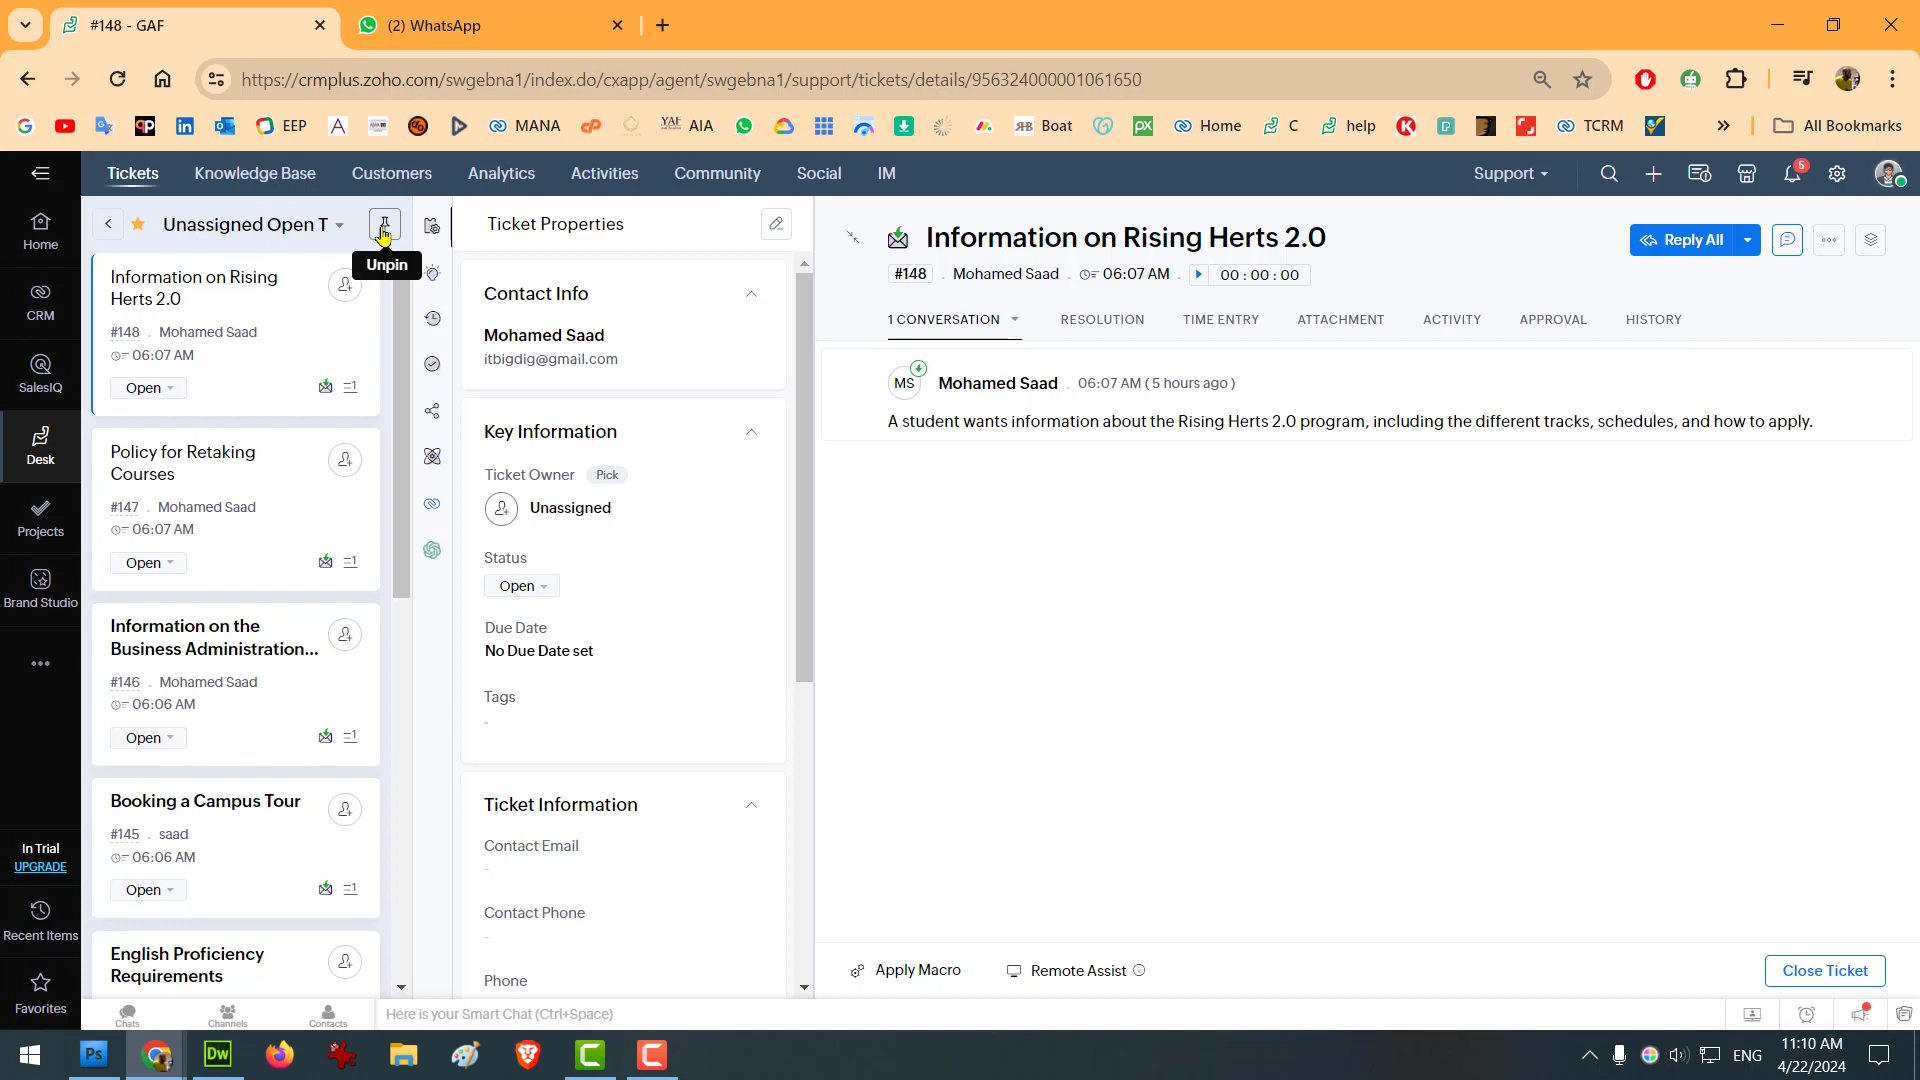 #148 - GAF
(2) WhatsApp
https://crmplus.zoho.com/swgebna1/index.do/cxapp/agent/swgebna1/support/tickets/details/956324000001061650
EEP
MANA
AIA
Boat
Home
C
help
TCRM
All Bookmarks
Tickets
Knowledge Base
Customers
Analytics
Activities
Community
Social
IM
Support
5
Home
CRM
SalesIQ
Desk
Projects
Brand Studio
In Trial
UPGRADE
Recent Items
Favorites
Unassigned Open T
Unpin
Information on Rising
Herts 2.0
#148 . Mohamed Saad
06:07 AM
Open
1
Policy for Retaking
Courses
#147 . Mohamed Saad
06:07 AM
Open
1
Information on the
Business Administration...
#146 . Mohamed Saad
06:06 AM
Open
1
Booking a Campus Tour
#145 . saad
06:06 AM
Open
1
English Proficiency
Requirements
Ticket Properties
Contact Info
Mohamed Saad
itbigdig@gmail.com
Key Information
Ticket Owner Pick
Unassigned
Status
Open
Due Date
No Due Date set
Tags
-
Ticket Information
Contact Email
-
Contact Phone
-
Phone
Information on Rising Herts 2.0
#148 . Mohamed Saad . 06:07 AM . 00 : 00 : 00
Reply All
1 CONVERSATION
RESOLUTION
TIME ENTRY
ATTACHMENT
ACTIVITY
APPROVAL
HISTORY
MS
Mohamed Saad . 06:07 AM ( 5 hours ago )
A student wants information about the Rising Herts 2.0 program, including the different tracks, schedules, and how to apply.
Apply Macro
Remote Assist
Close Ticket
Chats
Channels
Contacts
Here is your Smart Chat (Ctrl+Space)
Ps
Dw
ENG
11:10 AM
4/22/2024